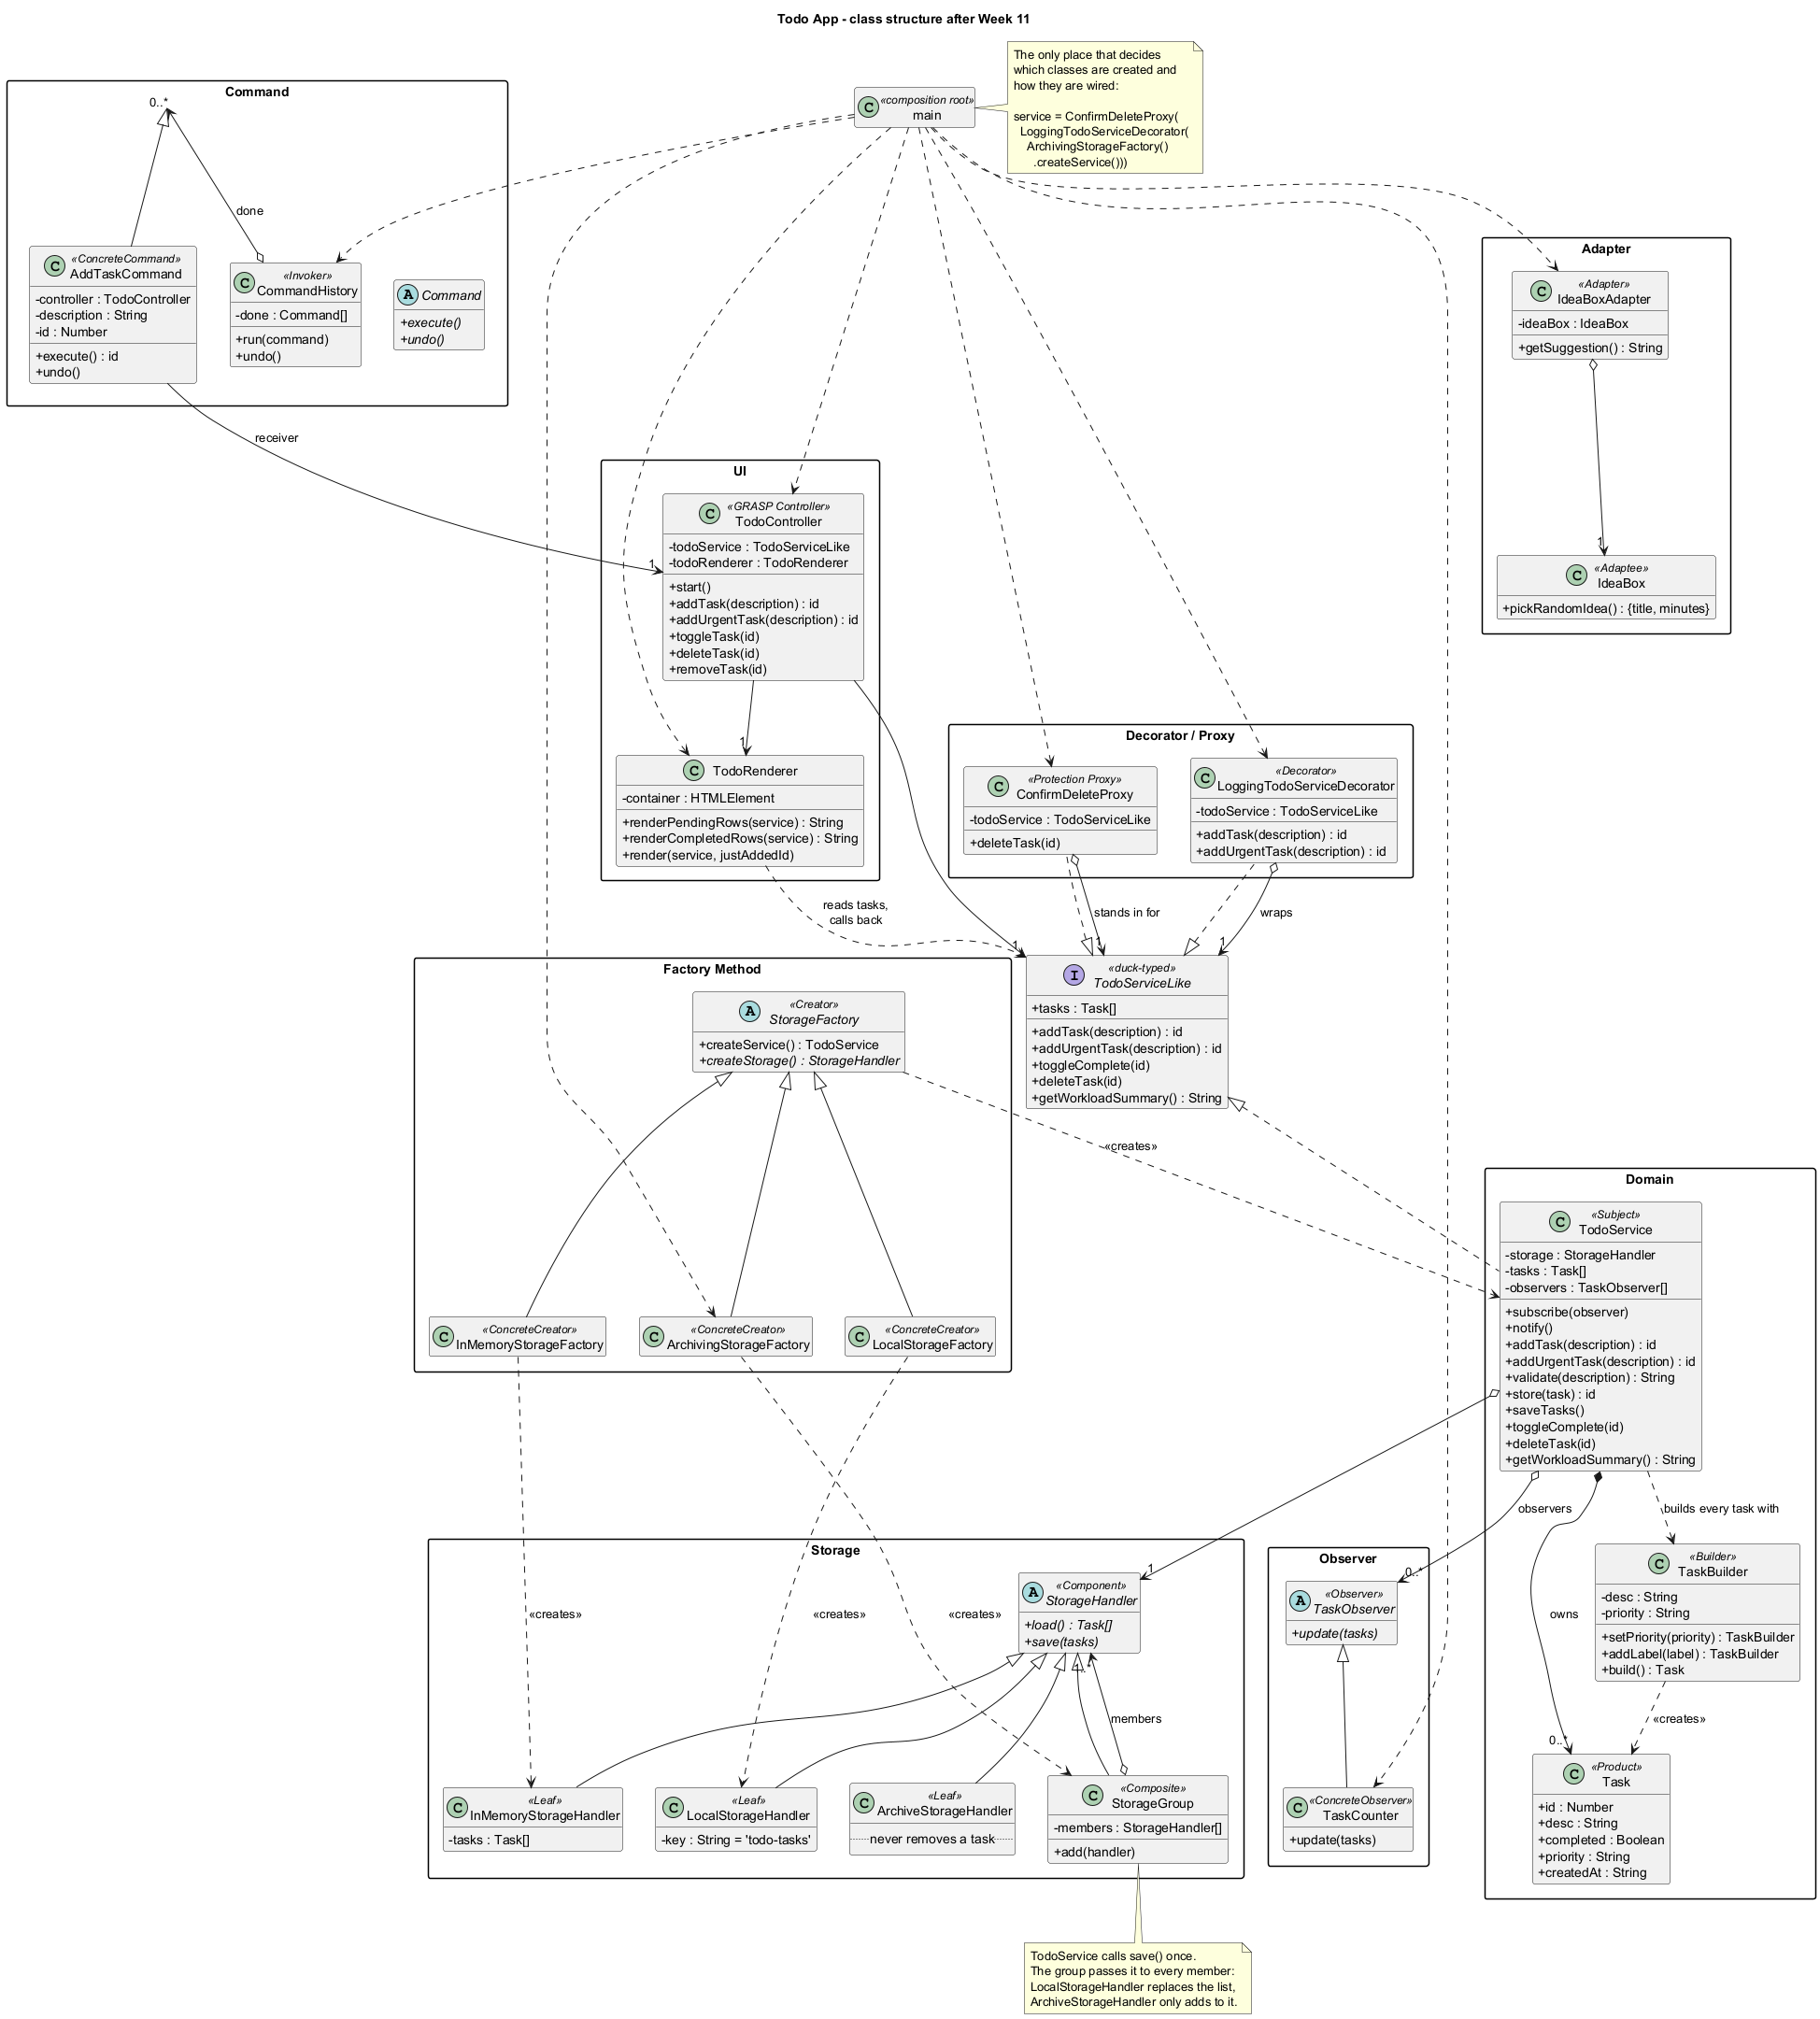 Todo App - class structure after Week 11
The only place that decides
which classes are created and
how they are wired:
service = ConfirmDeleteProxy(
LoggingTodoServiceDecorator(
ArchivingStorageFactory()
.createService()))
«composition root»
main
Command
0..*
done
«ConcreteCommand»
AddTaskCommand
-controller : TodoController
-description : String
-id : Number
+execute() : id
+undo()
«Invoker»
CommandHistory
-done : Command[]
+run(command)
+undo()
Command
+execute()
+undo()
receiver
Adapter
«Adapter»
IdeaBoxAdapter
-ideaBox : IdeaBox
+getSuggestion() : String
1
«Adaptee»
IdeaBox
+pickRandomIdea() : {title, minutes}
UI
«GRASP Controller»
TodoController
-todoService : TodoServiceLike
-todoRenderer : TodoRenderer
+start()
+addTask(description) : id
+addUrgentTask(description) : id
+toggleTask(id)
+deleteTask(id)
+removeTask(id)
1
1
TodoRenderer
-container : HTMLElement
+renderPendingRows(service) : String
+renderCompletedRows(service) : String
+render(service, justAddedId)
reads tasks,
calls back
Decorator / Proxy
«Protection Proxy»
ConfirmDeleteProxy
-todoService : TodoServiceLike
+deleteTask(id)
«Decorator»
LoggingTodoServiceDecorator
-todoService : TodoServiceLike
+addTask(description) : id
+addUrgentTask(description) : id
stands in for
wraps
1
1
1
«duck-typed»
TodoServiceLike
+tasks : Task[]
+addTask(description) : id
+addUrgentTask(description) : id
+toggleComplete(id)
+deleteTask(id)
+getWorkloadSummary() : String
Factory Method
«Creator»
StorageFactory
+createService() : TodoService
+createStorage() : StorageHandler
«creates»
«ConcreteCreator»
InMemoryStorageFactory
«ConcreteCreator»
ArchivingStorageFactory
«ConcreteCreator»
LocalStorageFactory
Domain
«Subject»
TodoService
-storage : StorageHandler
-tasks : Task[]
-observers : TaskObserver[]
+subscribe(observer)
+notify()
+addTask(description) : id
+addUrgentTask(description) : id
+validate(description) : String
+store(task) : id
+saveTasks()
+toggleComplete(id)
+deleteTask(id)
+getWorkloadSummary() : String
observers
builds every task with
owns
«Builder»
TaskBuilder
-desc : String
-priority : String
+setPriority(priority) : TaskBuilder
+addLabel(label) : TaskBuilder
+build() : Task
«creates»
0..*
«Product»
Task
+id : Number
+desc : String
+completed : Boolean
+priority : String
+createdAt : String
Observer
0..*
«Observer»
TaskObserver
+update(tasks)
«ConcreteObserver»
TaskCounter
+update(tasks)
Storage
1
«Component»
StorageHandler
+load() : Task[]
+save(tasks)
«creates»
«creates»
«creates»
members
«Leaf»
InMemoryStorageHandler
-tasks : Task[]
«Leaf»
LocalStorageHandler
-key : String = 'todo-tasks'
«Leaf»
ArchiveStorageHandler
never removes a task
«Composite»
StorageGroup
-members : StorageHandler[]
+add(handler)
TodoService calls save() once.
The group passes it to every member:
LocalStorageHandler replaces the list,
ArchiveStorageHandler only adds to it.